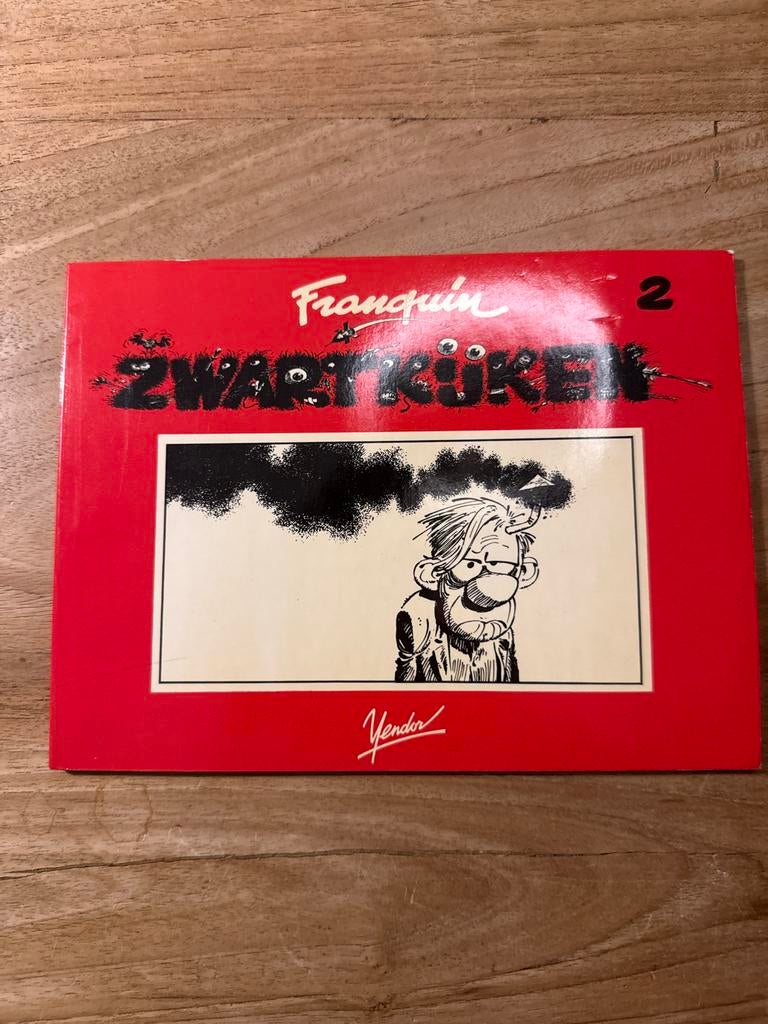 Franquin
2
ZWARTKIJKEN
Yendor